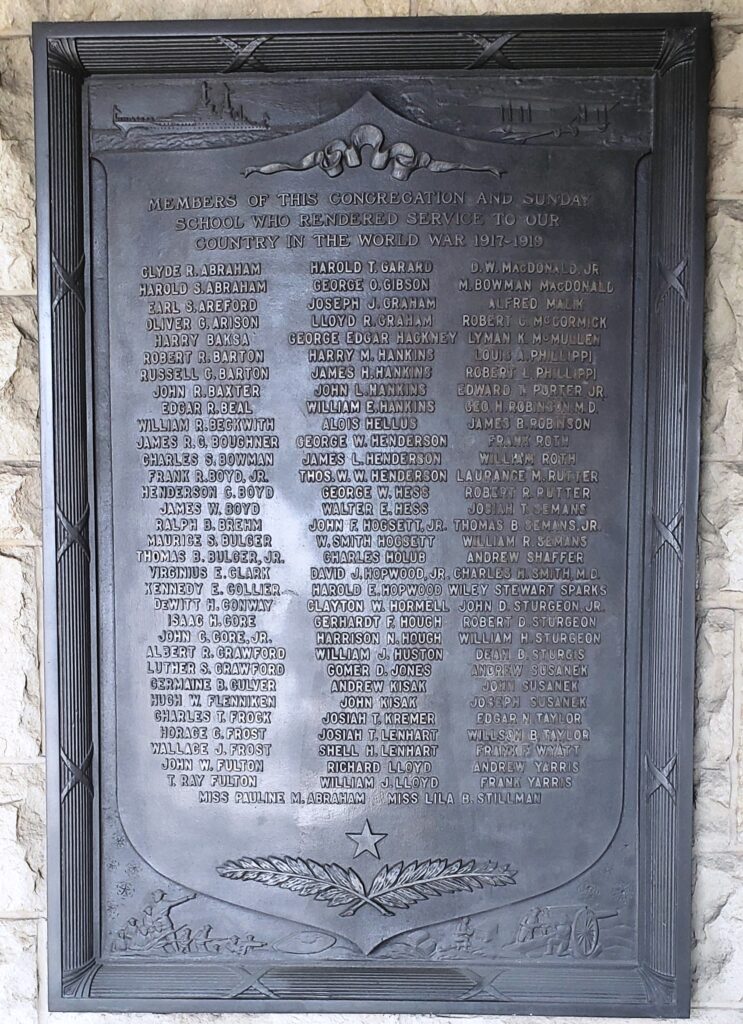 MEMBERS OF THIS CONGREGATION AND SUNDAY
SCHOOL WHO RENDERED SERVICE TO OUR
COUNTRY IN THE WORLD WAR 1917-1919
CLYDE R. ABRAHAM
HAROLD S. ABRAHAM
EARL S. AREFORD
OLIVER C. ARISON
HARRY BAKSA
ROBERT R. BARTON
RUSSELL C. BARTON
JOHN R. BAXTER
EDGAR R. BEAL
WILLIAM R. BECKWITH
JAMES R. C. BOUGHNER
CHARLES S. BOWMAN
FRANK R. BOYD, JR.
HENDERSON C. BOYD
JAMES W. BOYD
RALPH B. BREHM
MAURICE S. BULGER
THOMAS B. BULGER, JR.
VIRGINIUS E. CLARK
KENNEDY E. COLLIER
DeWITT H. CONWAY
ISAAC H. CORE
JOHN C. CORE, JR.
ALBERT R. CRAWFORD
LUTHER S. CRAWFORD
GERMAINE B. CULVER
HUGH W. FLENNIKEN
CHARLES T. FROCK
HORACE C. FROST
WALLACE J. FROST
JOHN W. FULTON
T. RAY FULTON
HAROLD T. GARARD
GEORGE O. GIBSON
JOSEPH J. GRAHAM
LLOYD R. GRAHAM
GEORGE EDGAR HACKNEY
HARRY M. HANKINS
JAMES H. HANKINS
JOHN L. HANKINS
WILLIAM E. HANKINS
ALOIS HELLUS
GEORGE W. HENDERSON
JAMES L. HENDERSON
THOS. W. W. HENDERSON
GEORGE W. HESS
WALTER E. HESS
JOHN F. HOGSETT, JR.
W. SMITH HOGSETT
CHARLES HOLUB
DAVID J. HOPWOOD, JR.
HAROLD E. HOPWOOD
CLAYTON W. HORMELL
GERHARDT F. HOUGH
HARRISON N. HOUGH
WILLIAM J. HUSTON
GOMER D. JONES
ANDREW KISAK
JOHN KISAK
JOSIAH T. KREMER
JOSIAH T. LENHART
SHELL H. LENHART
RICHARD LLOYD
WILLIAM J. LLOYD
D. W. MacDONALD, JR.
M. BOWMAN MacDONALD
ALFRED MALIK
ROBERT C. McCORMICK
LYMAN K. McMULLEN
LOUIS A. PHILLIPPI
ROBERT L. PHILLIPPI
EDWARD T. PORTER, JR.
GEO. H. ROBINSON, M.D.
JAMES B. ROBINSON
FRANK ROTH
WILLIAM ROTH
LAURANCE M. RUTTER
ROBERT R. RUTTER
JOSIAH T. SEMANS
THOMAS B. SEMANS, JR.
WILLIAM R. SEMANS
ANDREW SHAFFER
CHARLES H. SMITH, M.D.
WILEY STEWART SPARKS
JOHN D. STURGEON, JR.
ROBERT D. STURGEON
WILLIAM H. STURGEON
DEAN D. STURGIS
ANDREW SUSANEK
JOHN SUSANEK
JOSEPH SUSANEK
EDGAR N. TAYLOR
WILLSON B. TAYLOR
FRANK F. WYATT
ANDREW YARRIS
FRANK YARRIS
MISS PAULINE M. ABRAHAM MISS LILA B. STILLMAN